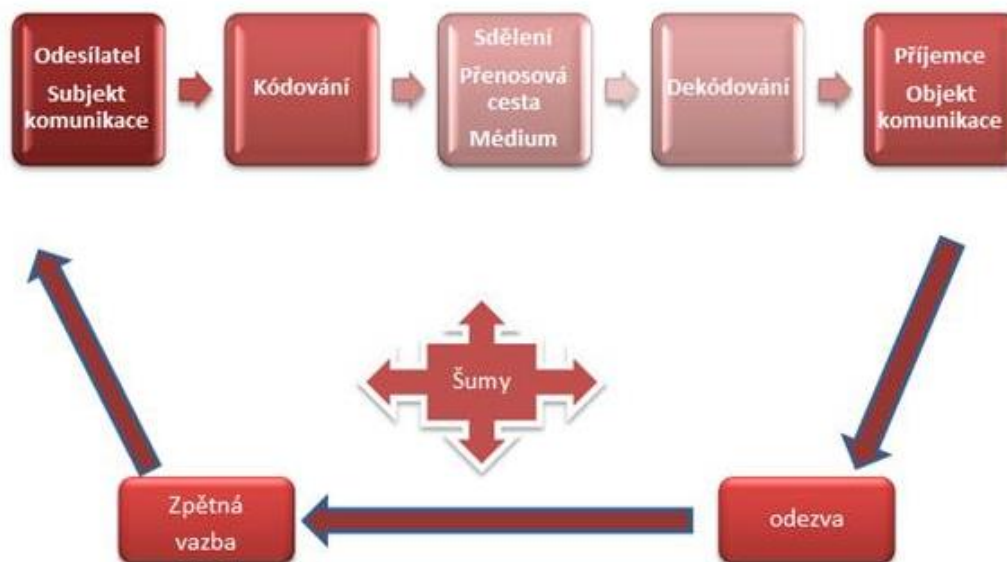 Odesílatel
Subjekt
komunikace
Kódování
Sdělení
Přenosová
cesta
Médium
Dekódování
Příjemce
Objekt
komunikace
Šumy
Zpětná
vazba
odezva